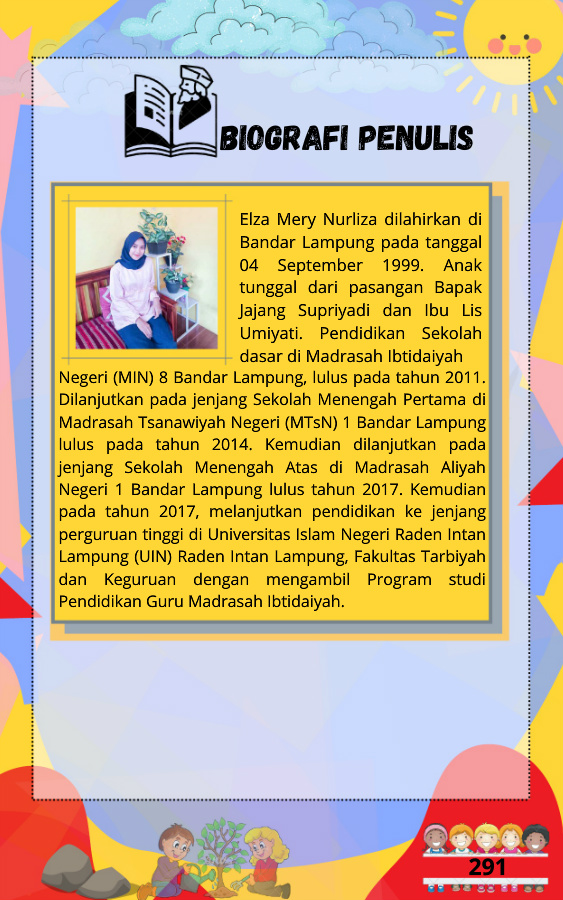 BIOGRAFI PENULIS
Elza Mery Nurliza dilahirkan di
Bandar Lampung pada tanggal
04 September 1999. Anak
tunggal dari pasangan Bapak
Jajang Supriyadi dan Ibu Lis
Umiyati. Pendidikan Sekolah
dasar di Madrasah Ibtidaiyah
Negeri (MIN) 8 Bandar Lampung, lulus pada tahun 2011.
Dilanjutkan pada jenjang Sekolah Menengah Pertama di
Madrasah Tsanawiyah Negeri (MTsN) 1 Bandar Lampung
lulus pada tahun 2014. Kemudian dilanjutkan pada
jenjang Sekolah Menengah Atas di Madrasah Aliyah
Negeri 1 Bandar Lampung lulus tahun 2017. Kemudian
pada tahun 2017, melanjutkan pendidikan ke jenjang
perguruan tinggi di Universitas Islam Negeri Raden Intan
Lampung (UIN) Raden Intan Lampung, Fakultas Tarbiyah
dan Keguruan dengan mengambil Program studi
Pendidikan Guru Madrasah Ibtidaiyah.
291